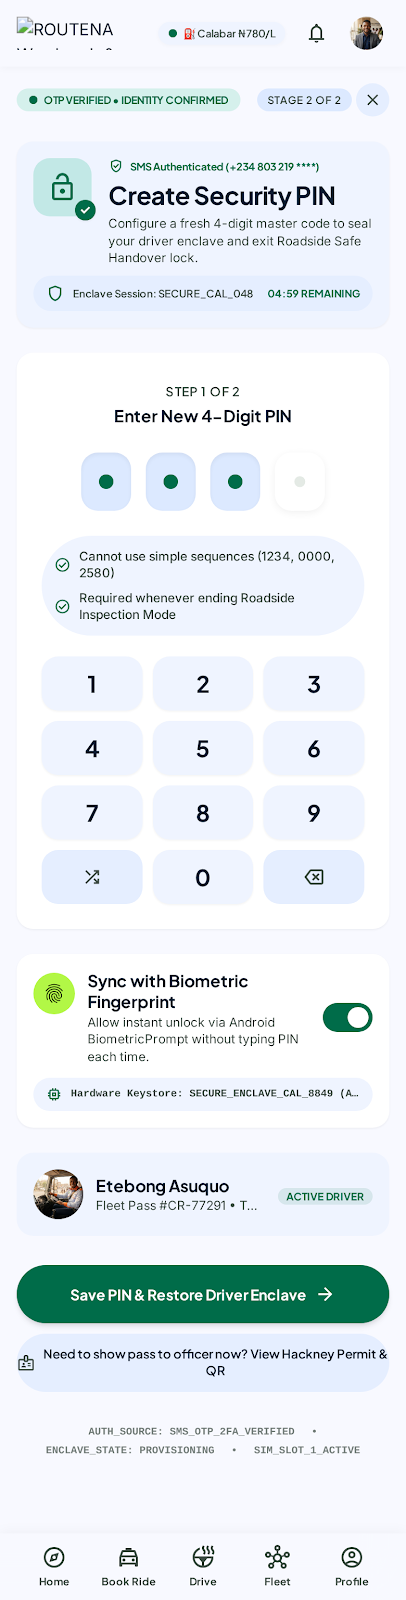 ROUTENA
Calabar ₦780/L
OTP VERIFIED • IDENTITY CONFIRMED
STAGE 2 OF 2
SMS Authenticated (+234 803 219 ****)
Create Security PIN
Configure a fresh 4-digit master code to seal
your driver enclave and exit Roadside Safe
Handover lock.
Enclave Session: SECURE_CAL_048
04:59 REMAINING
STEP 1 OF 2
Enter New 4-Digit PIN
Cannot use simple sequences (1234, 0000,
2580)
Required whenever ending Roadside
Inspection Mode
1 2 3
4 5 6
7 8 9
0
Sync with Biometric
Fingerprint
Allow instant unlock via Android
BiometricPrompt without typing PIN
each time.
Hardware Keystore: SECURE_ENCLAVE_CAL_8849 (A…
Etebong Asuquo
Fleet Pass #CR-77291 • T…
ACTIVE DRIVER
Save PIN & Restore Driver Enclave
Need to show pass to officer now? View Hackney Permit &
QR
AUTH_SOURCE: SMS_OTP_2FA_VERIFIED •
ENCLAVE_STATE: PROVISIONING • SIM_SLOT_1_ACTIVE
Home Book Ride Drive Fleet Profile